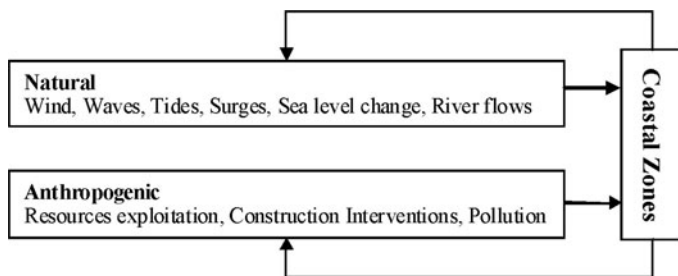 Natural
Wind, Waves, Tides, Surges, Sea level change, River flows
Anthropogenic
Resources exploitation, Construction Interventions, Pollution
Coastal Zones